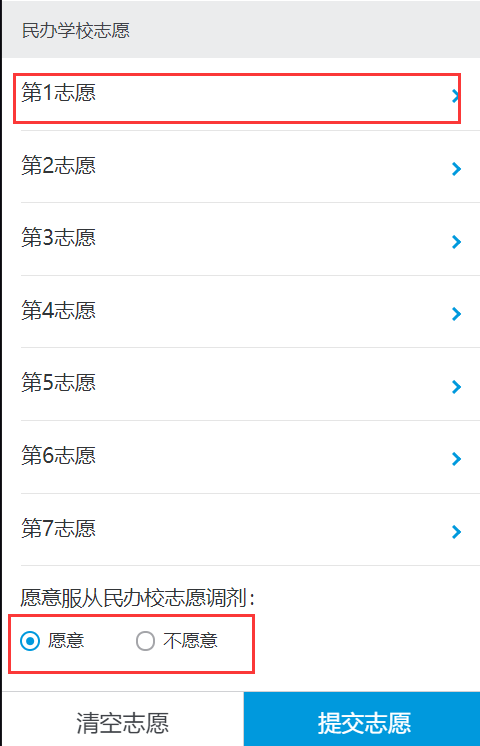 民办学校志愿
第1志愿
第2志愿
第3志愿
第4志愿
第5志愿
第6志愿
第7志愿
愿意服从民办校志愿调剂：
愿意 不愿意
清空志愿 提交志愿